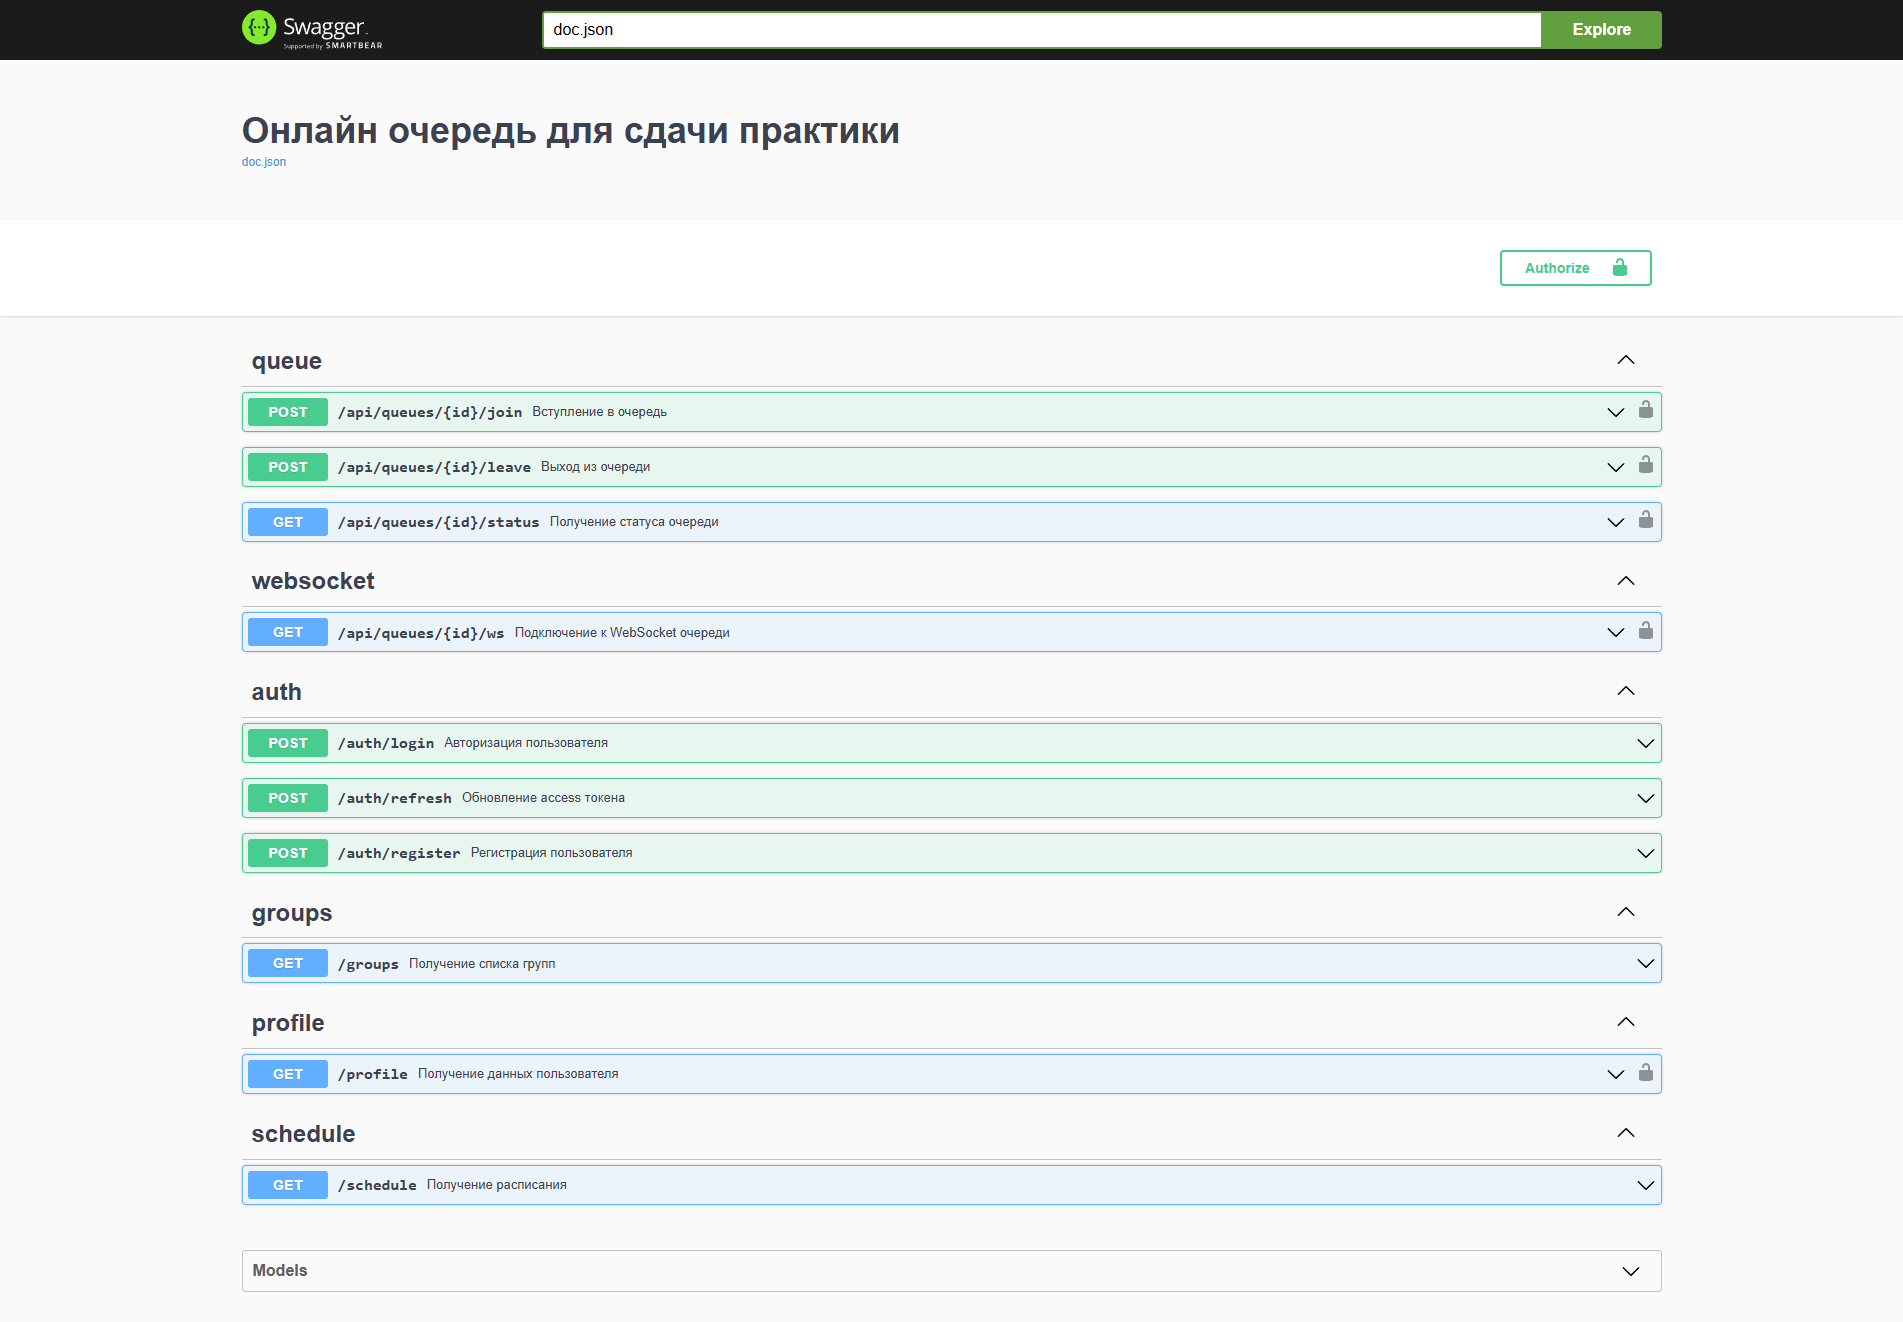 Swagger
Supported by SMARTBEAR
doc.json
Explore
Онлайн очередь для сдачи практики
doc.json
Authorize
queue
POST /api/queues/{id}/join Вступление в очередь
POST /api/queues/{id}/leave Выход из очереди
GET /api/queues/{id}/status Получение статуса очереди
websocket
GET /api/queues/{id}/ws Подключение к WebSocket очереди
auth
POST /auth/login Авторизация пользователя
POST /auth/refresh Обновление access токена
POST /auth/register Регистрация пользователя
groups
GET /groups Получение списка групп
profile
GET /profile Получение данных пользователя
schedule
GET /schedule Получение расписания
Models